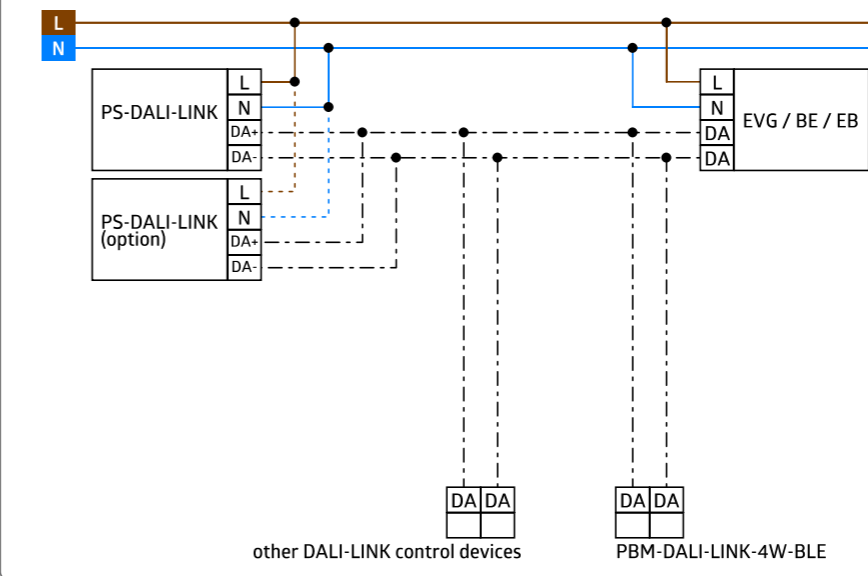 L
N
PS-DALI-LINK
L
N
DA+
DA-
PS-DALI-LINK
(option)
L
N
DA+
DA-
L
N
DA
DA
EVG / BE / EB
DA DA
other DALI-LINK control devices
DA DA
PBM-DALI-LINK-4W-BLE